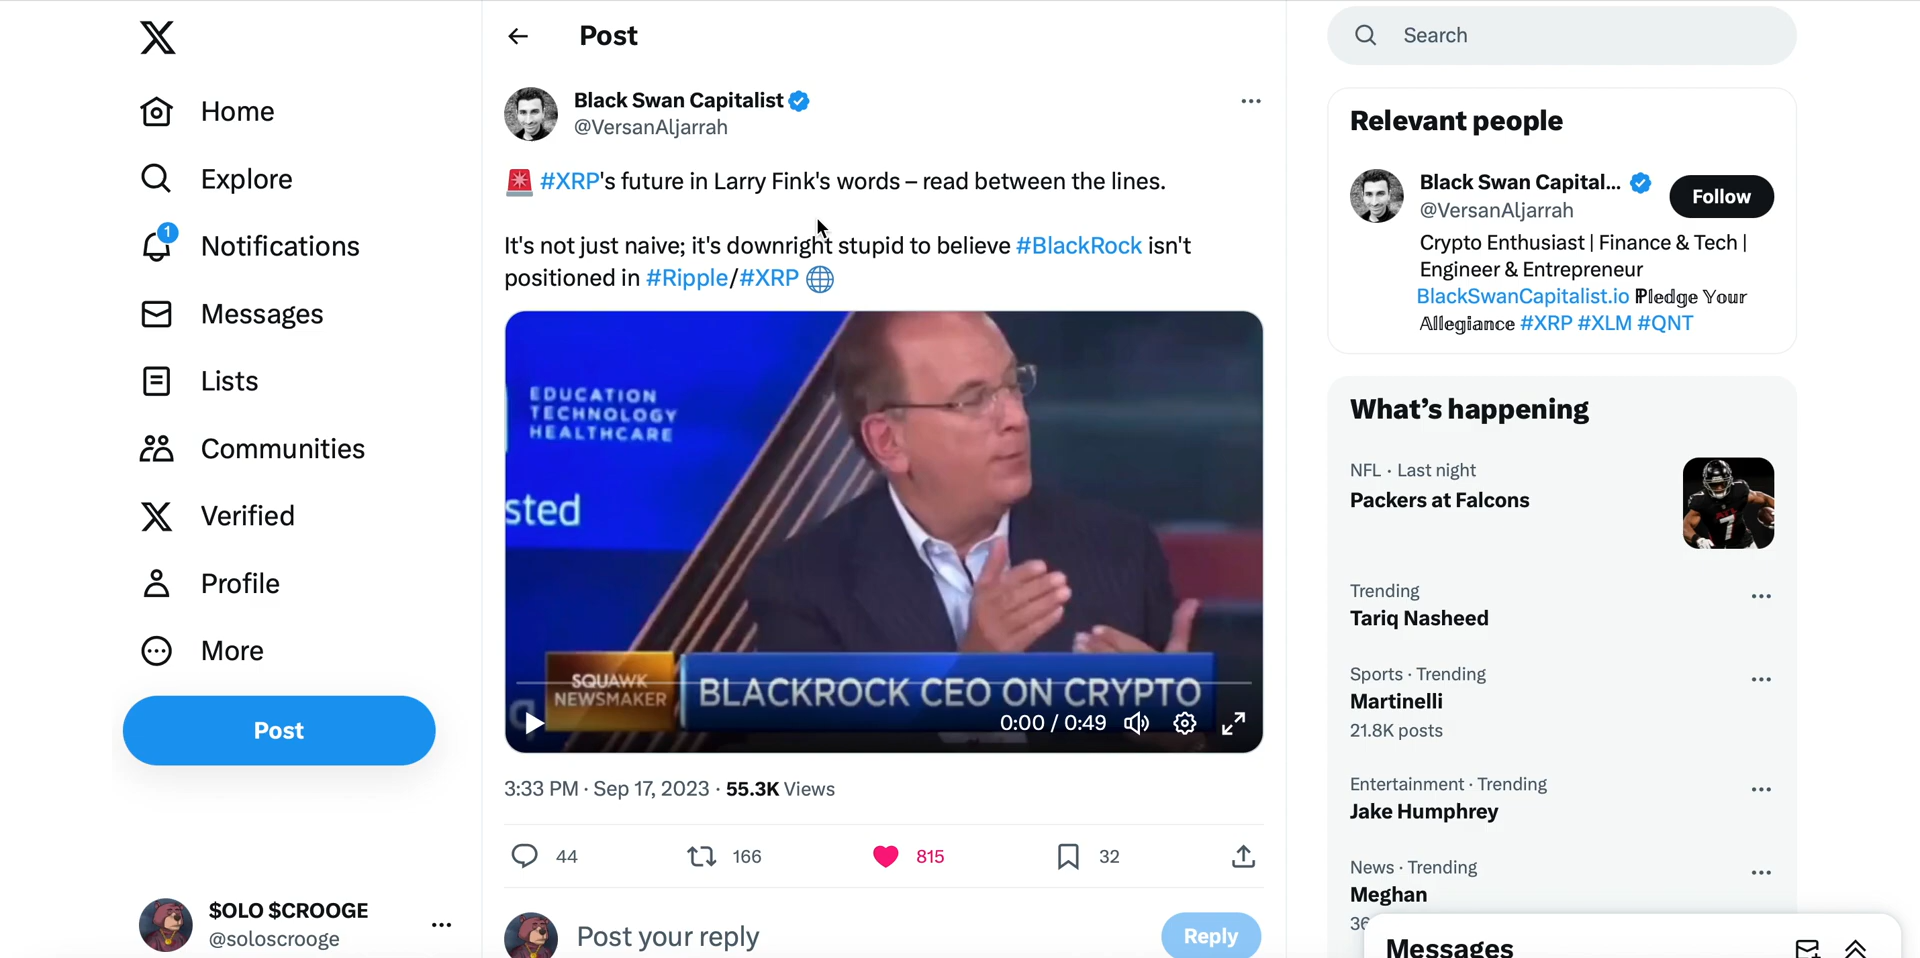 Home
Explore
1
Notifications
Messages
Lists
Communities
Verified
Profile
More
Post
$OLO $CROOGE
@soloscrooge
Post
Black Swan Capitalist
@VersanAljarrah
🚨 #XRP's future in Larry Fink's words – read between the lines.
It's not just naive; it's downright stupid to believe #BlackRock isn't
positioned in #Ripple/#XRP 🌐
EDUCATION
TECHNOLOGY
HEALTHCARE
sted
SQUAWK
NEWSMAKER
BLACKROCK CEO ON CRYPTO
0:00 / 0:49
3:33 PM · Sep 17, 2023 · 55.3K Views
44
166
815
32
Post your reply
Reply
Search
Relevant people
Black Swan Capital...
@VersanAljarrah
Follow
Crypto Enthusiast | Finance & Tech |
Engineer & Entrepreneur
BlackSwanCapitalist.io ℙ𝕝𝕖𝕕𝕘𝕖 𝕐𝕠𝕦𝕣
𝔸𝕝𝕝𝕖𝕘𝕚𝕒𝕟𝕔𝕖 #XRP #XLM #QNT
What's happening
NFL · Last night
Packers at Falcons
Trending
Tariq Nasheed
Sports · Trending
Martinelli
21.8K posts
Entertainment · Trending
Jake Humphrey
News · Trending
Meghan
Messages